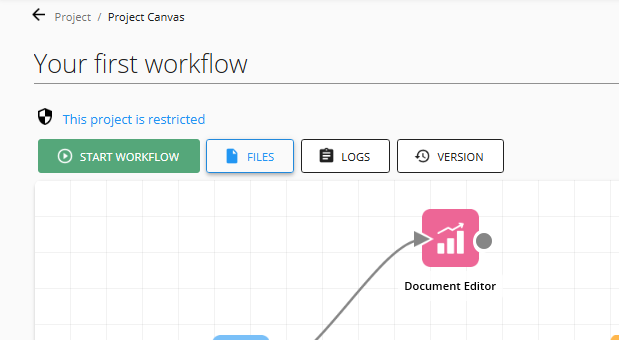 Project / Project Canvas
Your first workflow
This project is restricted
START WORKFLOW FILES LOGS VERSION
Document Editor